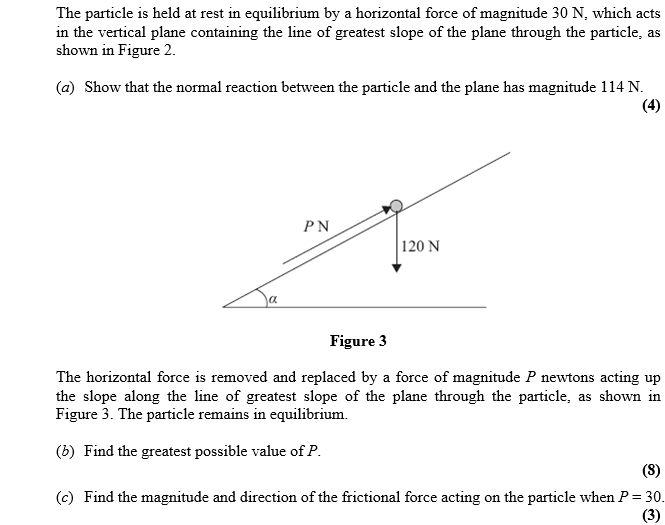 The particle is held at rest in equilibrium by a horizontal force of magnitude 30 N, which acts
in the vertical plane containing the line of greatest slope of the plane through the particle, as
shown in Figure 2.
(a) Show that the normal reaction between the particle and the plane has magnitude 114 N.
(4)
P N
120 N
α
Figure 3
The horizontal force is removed and replaced by a force of magnitude P newtons acting up
the slope along the line of greatest slope of the plane through the particle, as shown in
Figure 3. The particle remains in equilibrium.
(b) Find the greatest possible value of P.
(8)
(c) Find the magnitude and direction of the frictional force acting on the particle when P = 30.
(3)